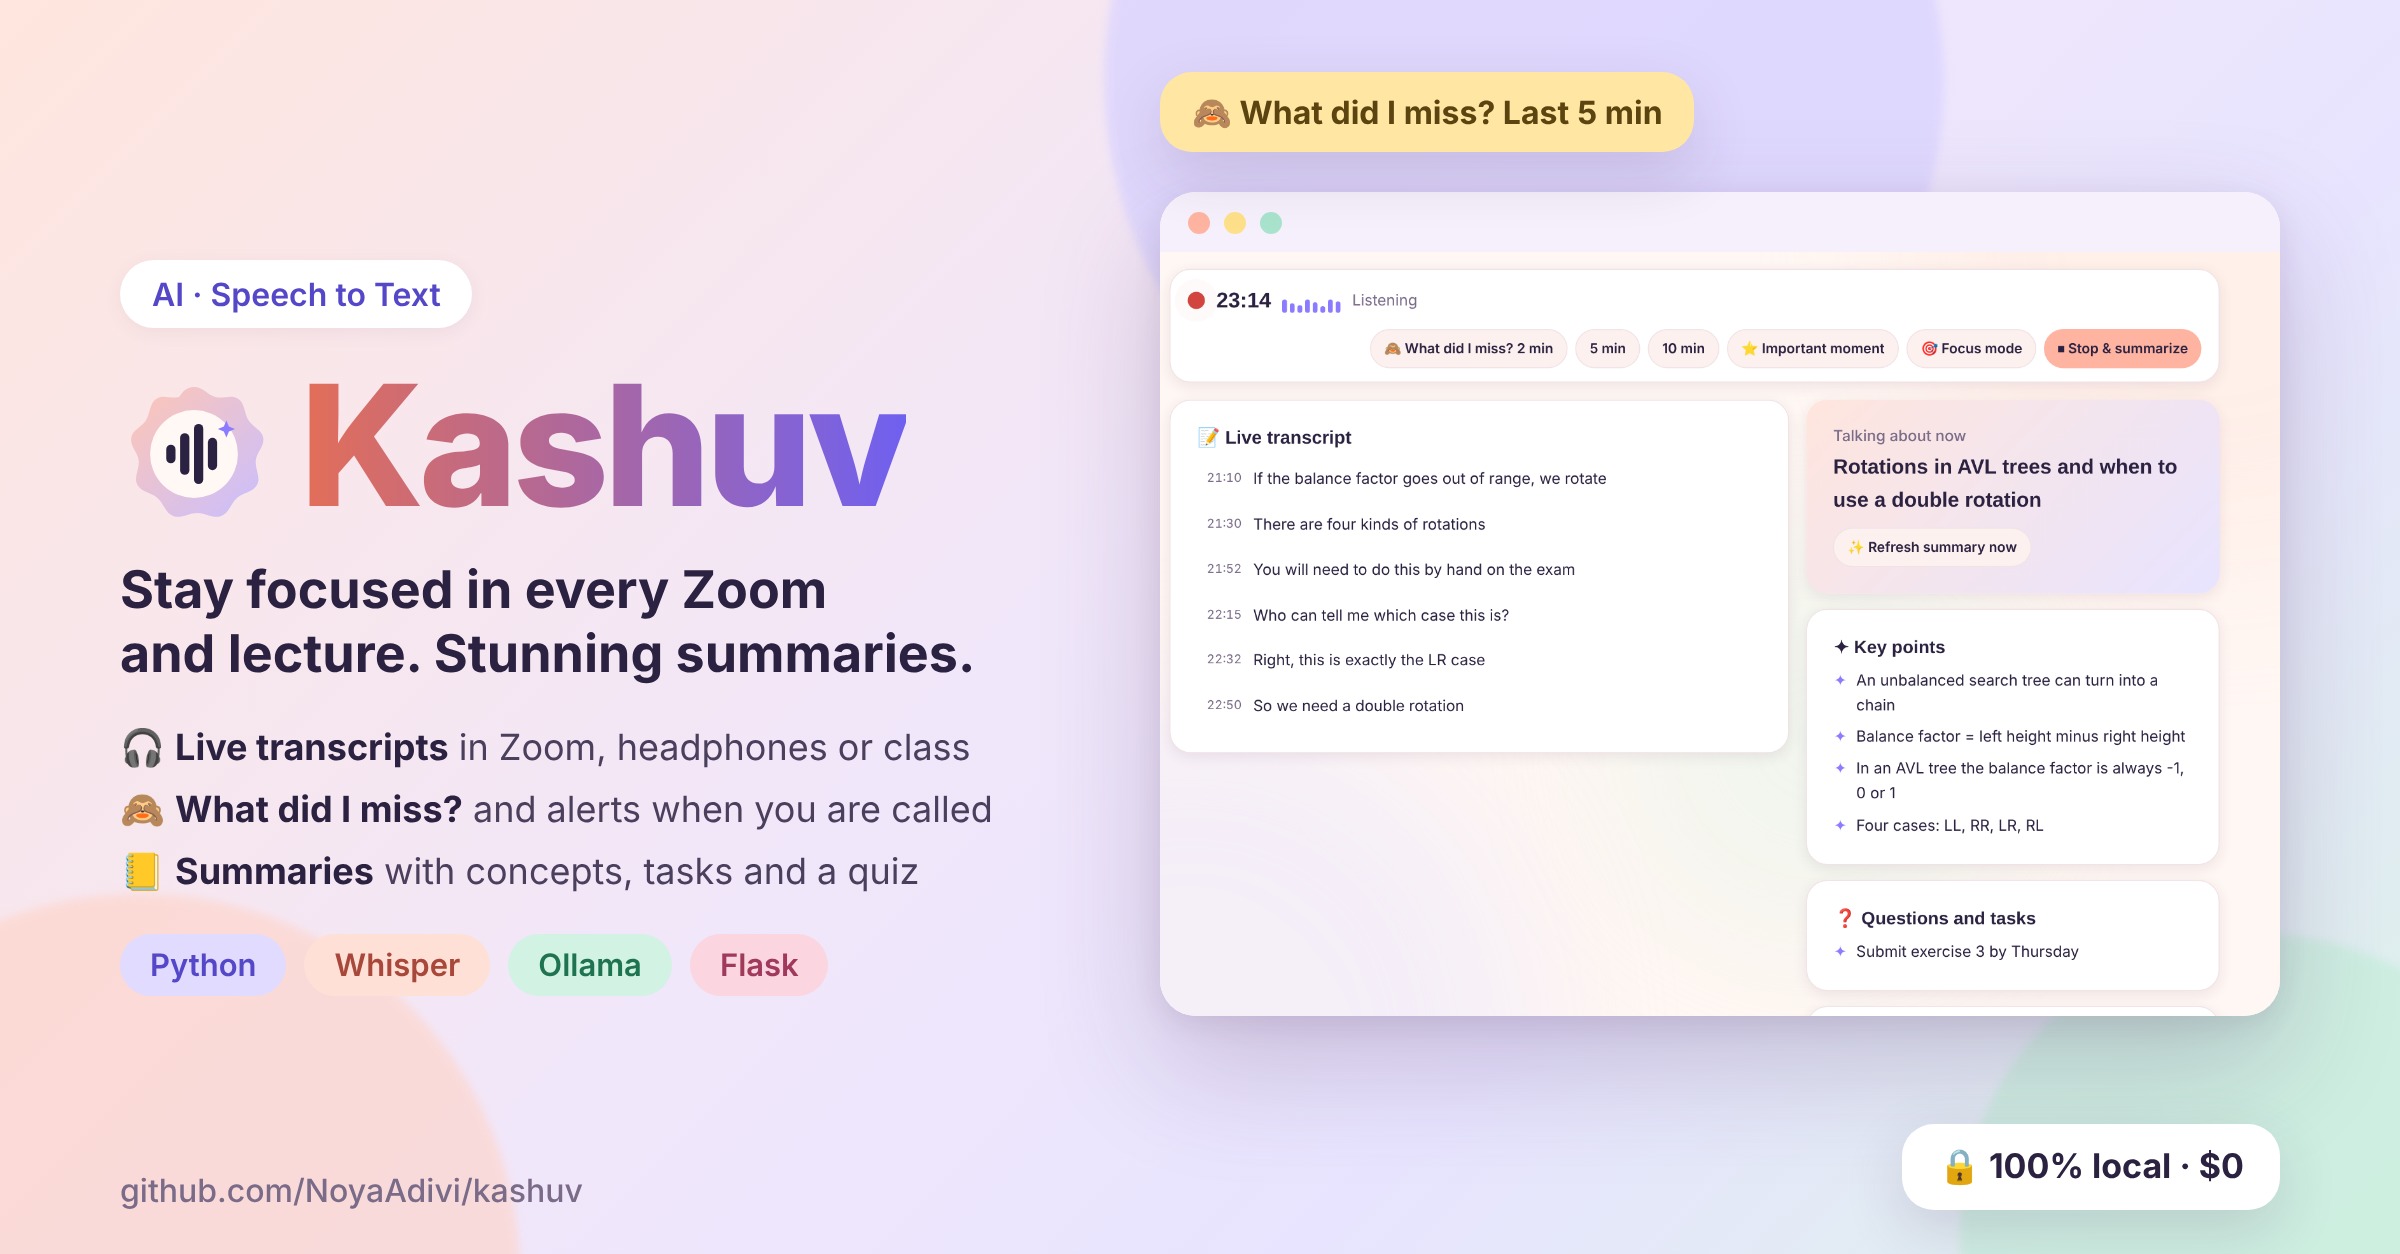 AI · Speech to Text
Kashuv
Stay focused in every Zoom
and lecture. Stunning summaries.
🎧 Live transcripts in Zoom, headphones or class
🙈 What did I miss? and alerts when you are called
📒 Summaries with concepts, tasks and a quiz
Python Whisper Ollama Flask
github.com/NoyaAdivi/kashuv
🙈 What did I miss? Last 5 min
23:14 Listening
🙈 What did I miss? 2 min 5 min 10 min ⭐ Important moment 🎯 Focus mode ■ Stop & summarize
📝 Live transcript
21:10 If the balance factor goes out of range, we rotate
21:30 There are four kinds of rotations
21:52 You will need to do this by hand on the exam
22:15 Who can tell me which case this is?
22:32 Right, this is exactly the LR case
22:50 So we need a double rotation
Talking about now
Rotations in AVL trees and when to
use a double rotation
✨ Refresh summary now
✦ Key points
✦ An unbalanced search tree can turn into a
chain
✦ Balance factor = left height minus right height
✦ In an AVL tree the balance factor is always -1,
0 or 1
✦ Four cases: LL, RR, LR, RL
❓ Questions and tasks
✦ Submit exercise 3 by Thursday
🔒 100% local · $0